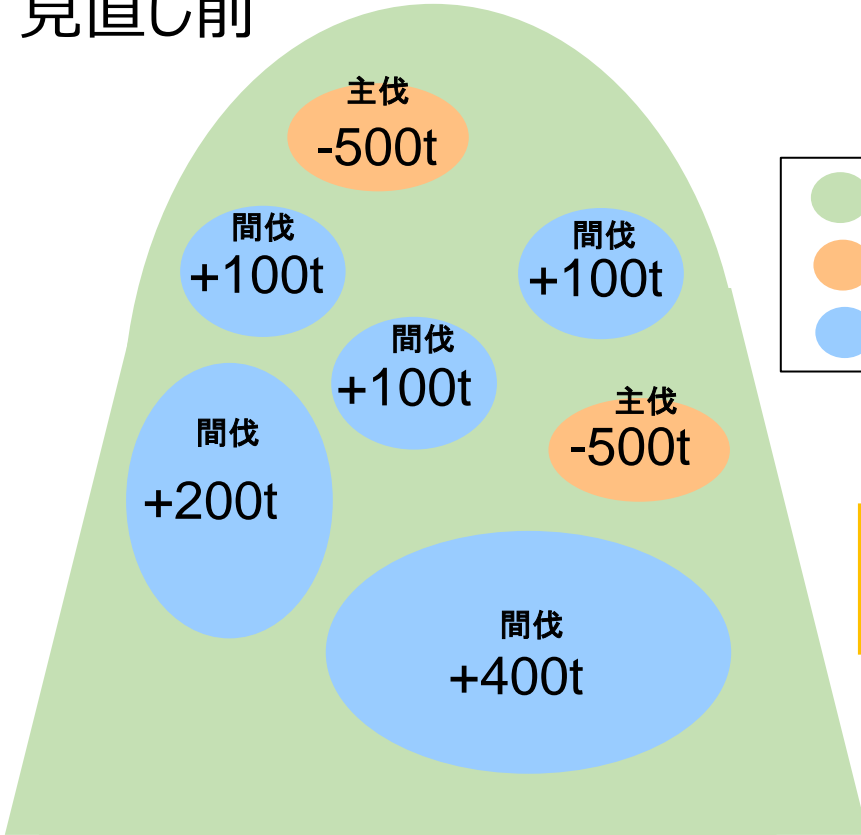 見直し前
主伐
-500t
間伐
+100t
間伐
+100t
間伐
+100t
主伐
-500t
間伐
+200t
間伐
+400t